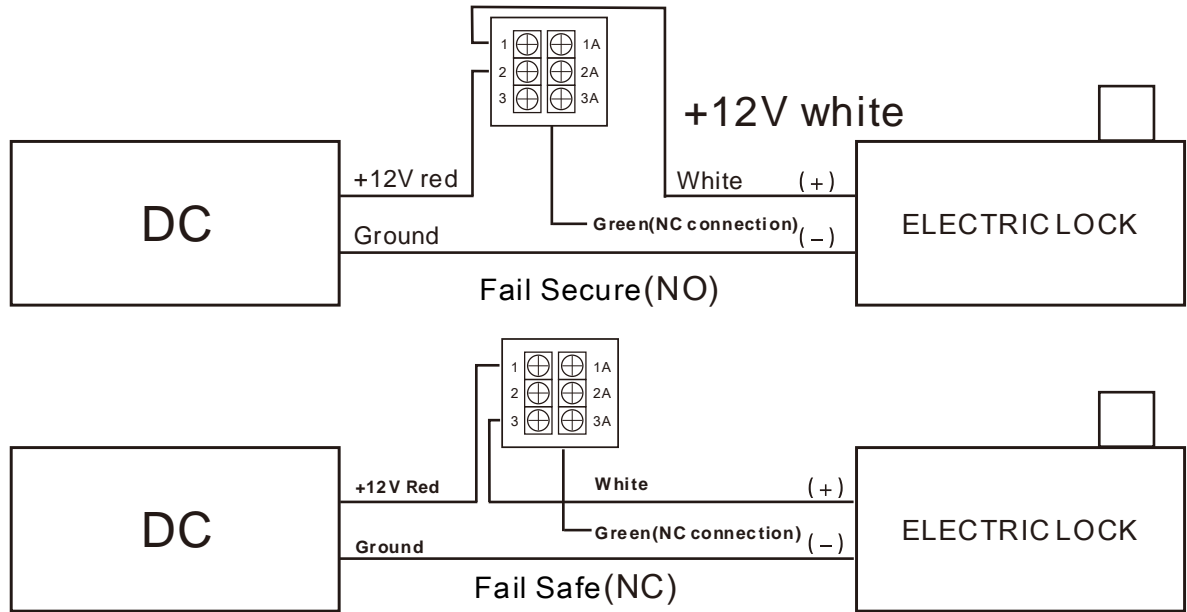 1 1A
2 2A
3 3A
+12V white
+12V red
White (+)
DC
Green(NC connection) (-)
ELECTRIC LOCK
Ground
Fail Secure(NO)
1 1A
2 2A
3 3A
+12V Red
White (+)
DC
Green(NC connection) (-)
ELECTRIC LOCK
Ground
Fail Safe(NC)